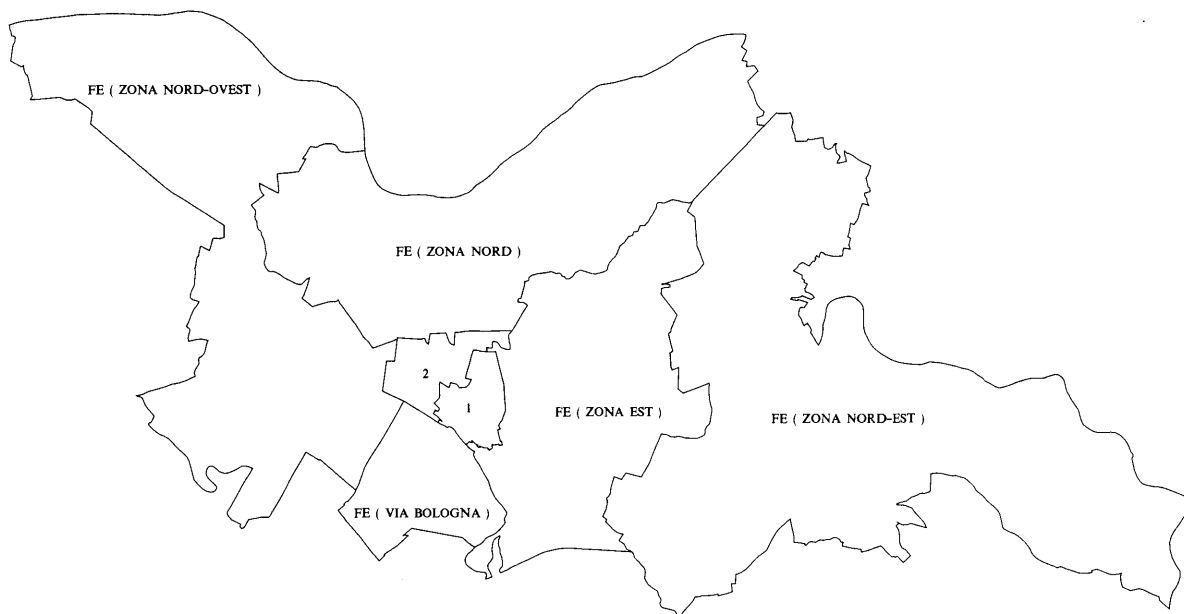 FE ( ZONA NORD-OVEST )
FE ( ZONA NORD )
2
1
FE ( ZONA EST )
FE ( ZONA NORD-EST )
FE ( VIA BOLOGNA )